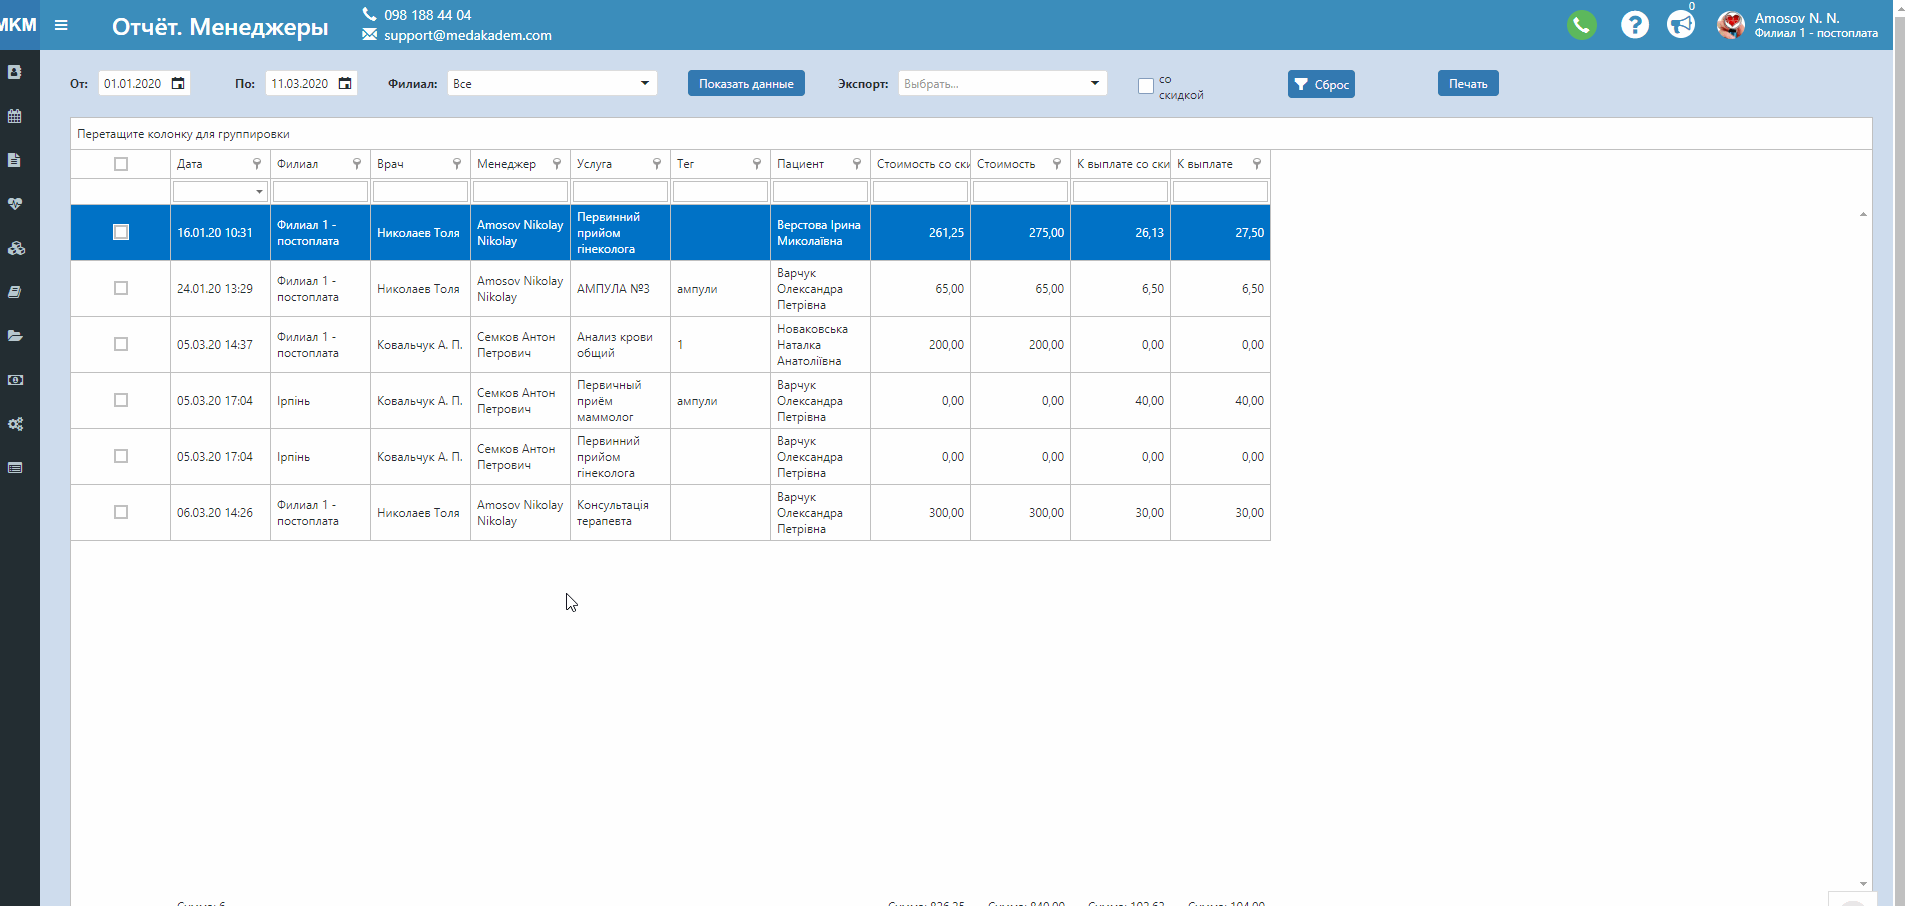 МКМ
Отчёт. Менеджеры
098 188 44 04
support@medakadem.com
0
Amosov N. N.
Филиал 1 - постоплата
От: 01.01.2020 По: 11.03.2020 Филиал: Все Показать данные Экспорт: Выбрать... со скидкой Сброс Печать
Перетащите колонку для группировки
Дата Филиал Врач Менеджер Услуга Тег Пациент Стоимость со ски Стоимость К выплате со ски К выплате
16.01.20 10:31 Филиал 1 - постоплата Николаев Толя Amosov Nikolay Nikolay Первинний прийом гінеколога Верстова Ірина Миколаївна 261,25 275,00 26,13 27,50
24.01.20 13:29 Филиал 1 - постоплата Николаев Толя Amosov Nikolay Nikolay АМПУЛА №3 ампули Варчук Олександра Петрівна 65,00 65,00 6,50 6,50
05.03.20 14:37 Филиал 1 - постоплата Ковальчук А. П. Семков Антон Петрович Анализ крови общий 1 Новаковська Наталка Анатоліївна 200,00 200,00 0,00 0,00
05.03.20 17:04 Ірпінь Ковальчук А. П. Семков Антон Петрович Первичный приём маммолог ампули Варчук Олександра Петрівна 0,00 0,00 40,00 40,00
05.03.20 17:04 Ірпінь Ковальчук А. П. Семков Антон Петрович Первинний прийом гінеколога Варчук Олександра Петрівна 0,00 0,00 0,00 0,00
06.03.20 14:26 Филиал 1 - постоплата Николаев Толя Amosov Nikolay Nikolay Консультація терапевта Варчук Олександра Петрівна 300,00 300,00 30,00 30,00